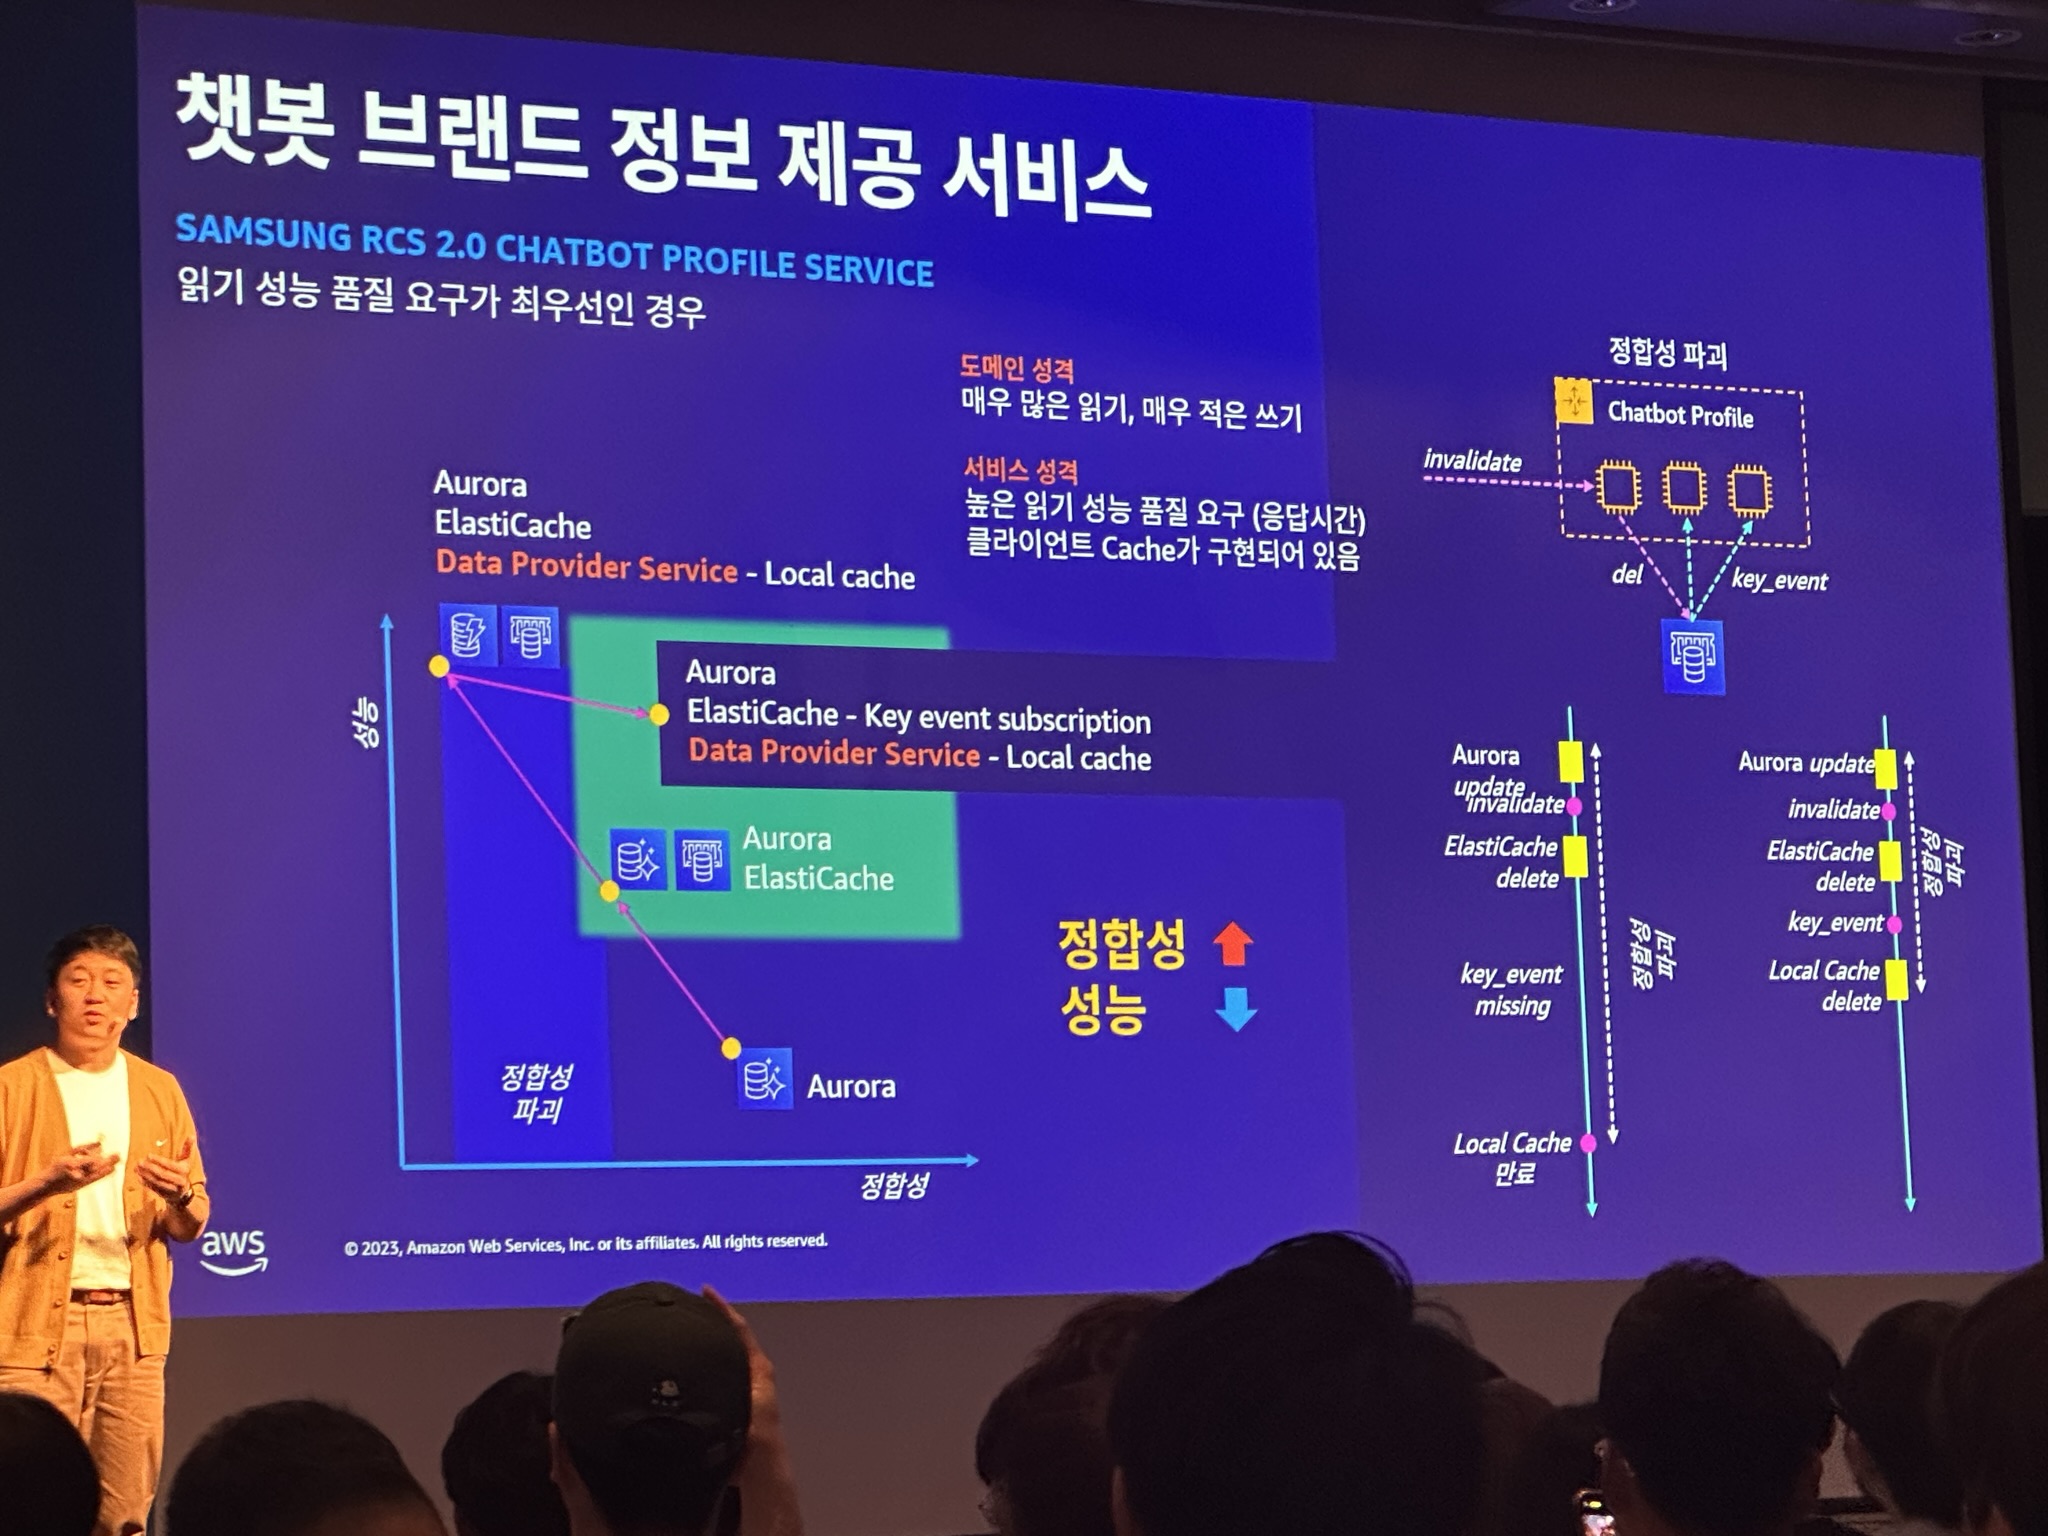 챗봇 브랜드 정보 제공 서비스
SAMSUNG RCS 2.0 CHATBOT PROFILE SERVICE
읽기 성능 품질 요구가 최우선인 경우
도메인 성격
매우 많은 읽기, 매우 적은 쓰기
서비스 성격
높은 읽기 성능 품질 요구 (응답시간)
클라이언트 Cache가 구현되어 있음
Aurora
ElastiCache
Data Provider Service - Local cache
성능
Aurora
ElastiCache - Key event subscription
Data Provider Service - Local cache
Aurora
ElastiCache
정합성
파괴
Aurora
정합성
정합성
성능
정합성 파괴
Chatbot Profile
invalidate
del
key_event
Aurora
update
invalidate
ElastiCache
delete
key_event
missing
Local Cache
만료
정합성
파괴
Aurora update
invalidate
ElastiCache
delete
key_event
Local Cache
delete
정합성
파괴
aws
© 2023, Amazon Web Services, Inc. or its affiliates. All rights reserved.